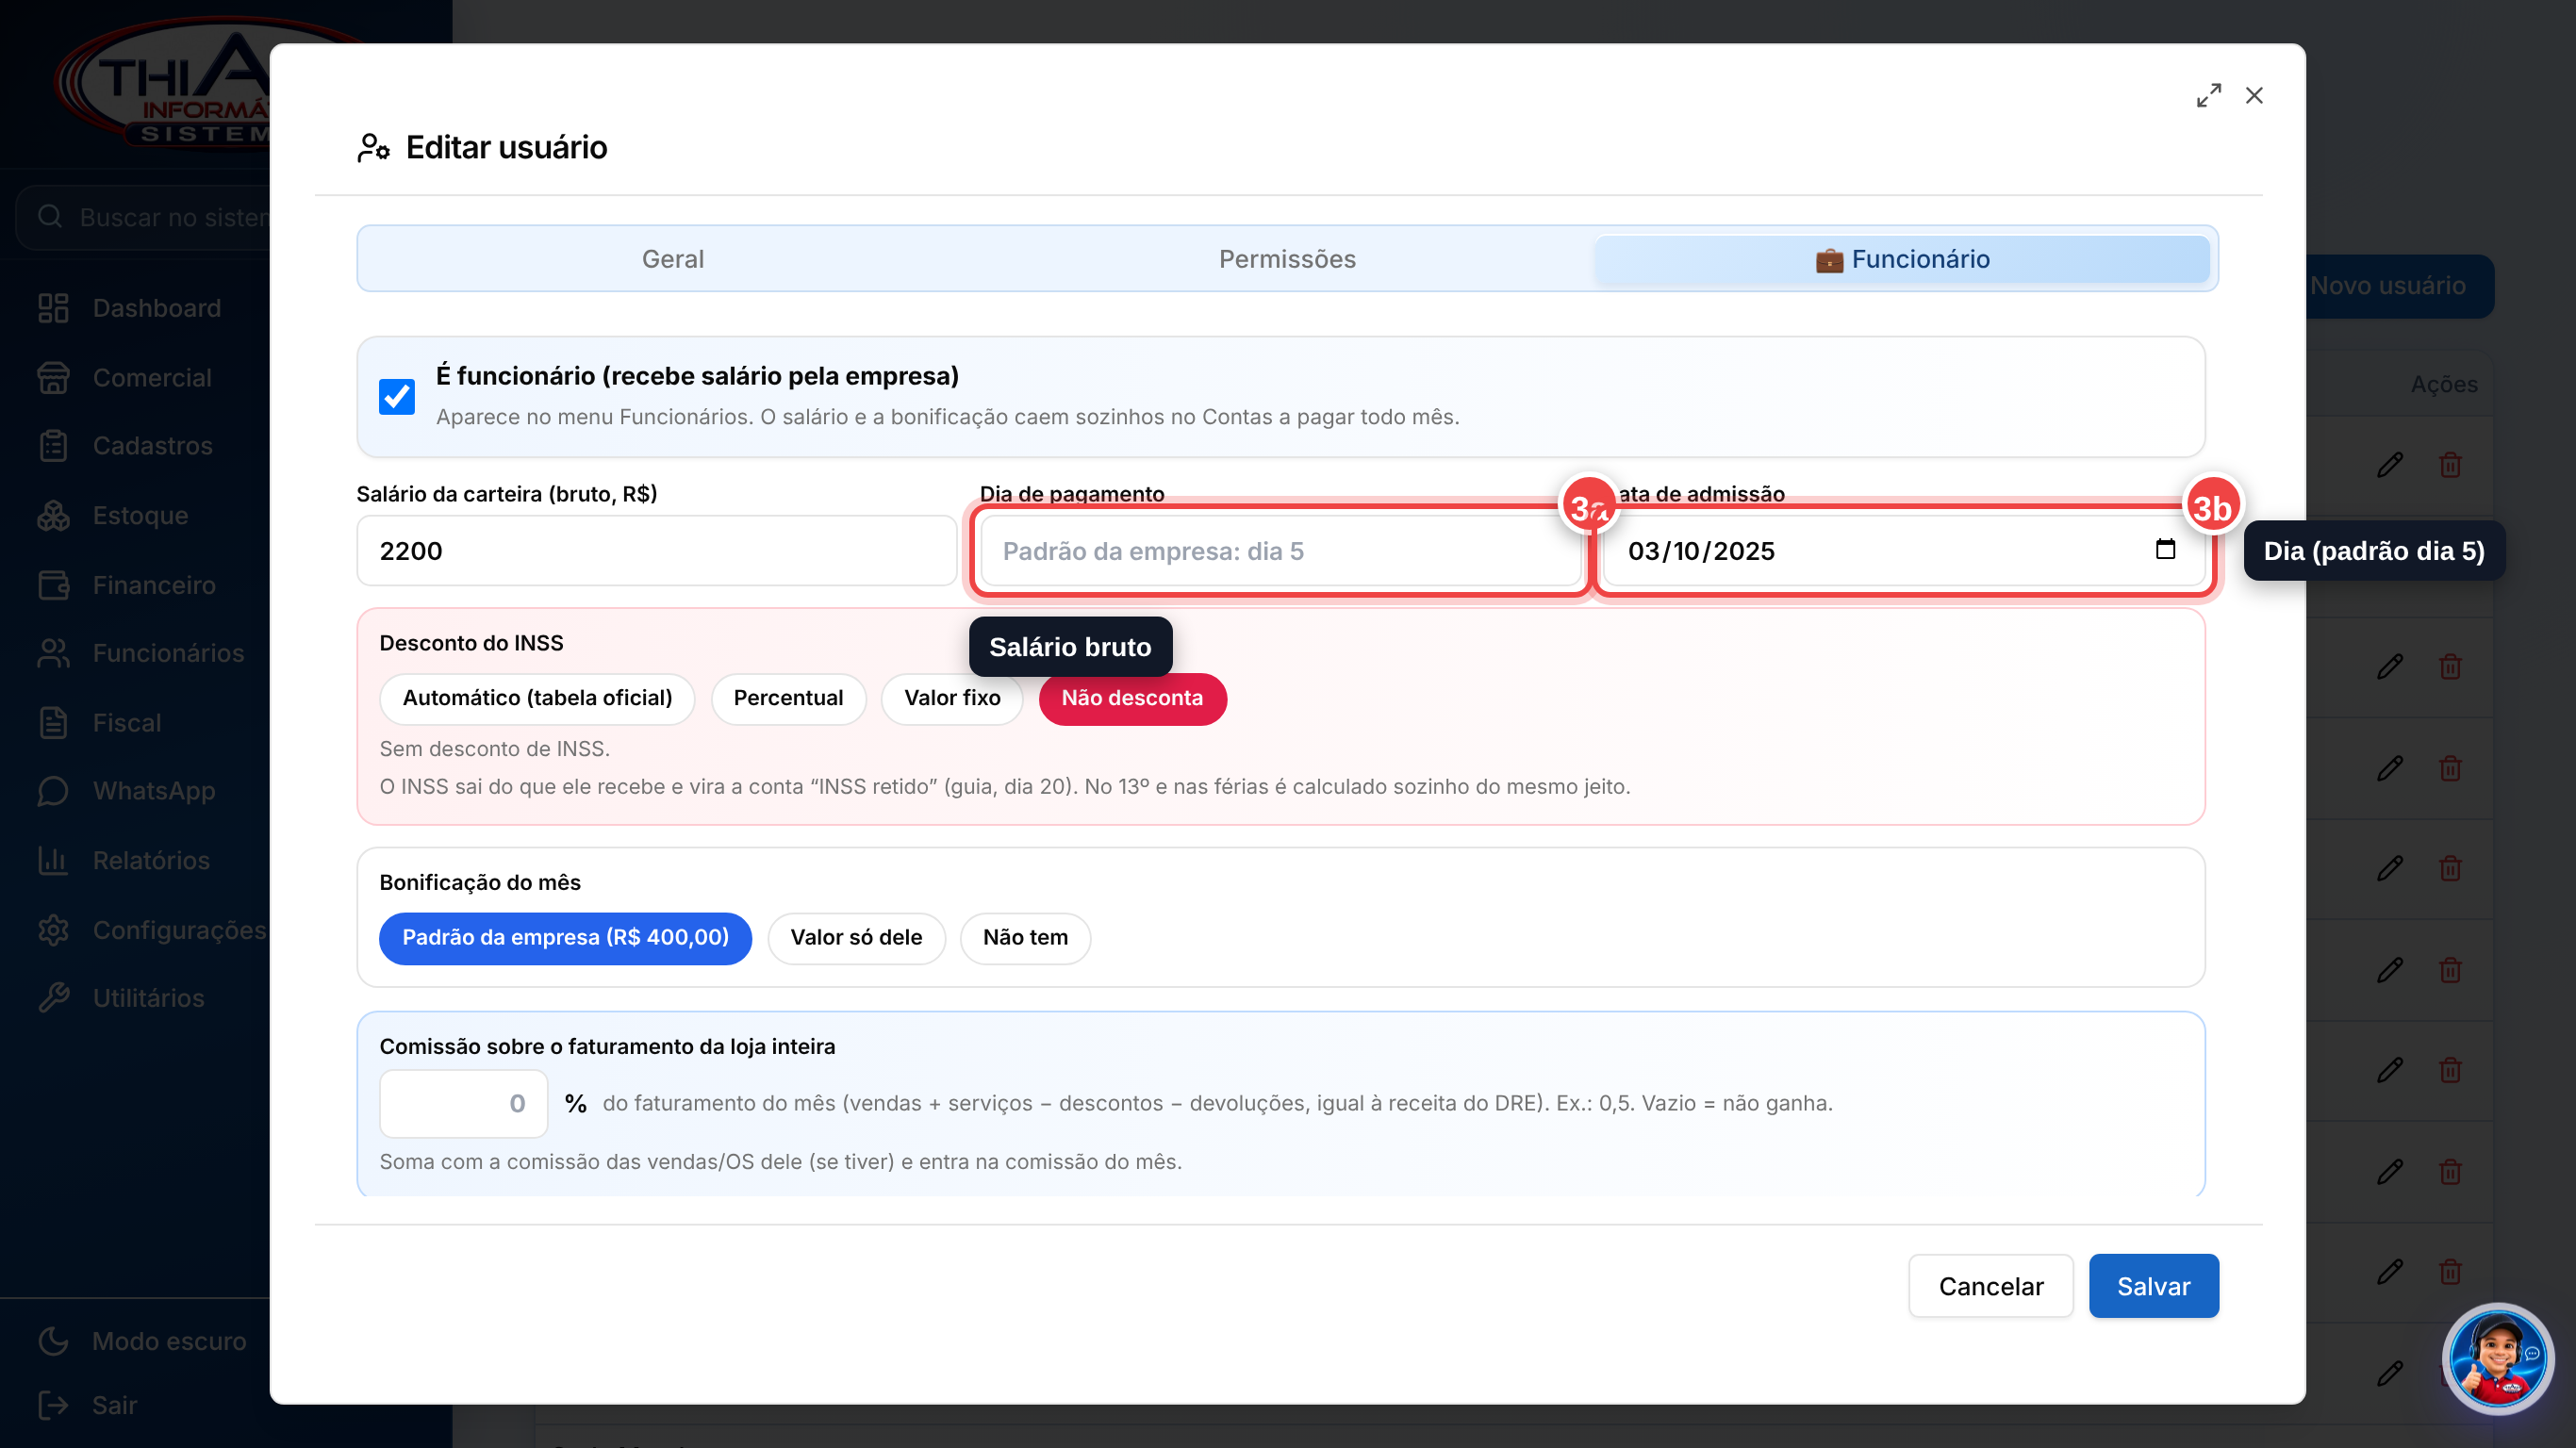 THIA
INFORMÁ
SISTEM
Buscar no sisten
Dashboard
Comercial
Cadastros
Estoque
Financeiro
Funcionários
Fiscal
WhatsApp
Relatórios
Configurações
Utilitários
Modo escuro
Sair
Novo usuário
Ações
Editar usuário
Geral
Permissões
Funcionário
É funcionário (recebe salário pela empresa)
Aparece no menu Funcionários. O salário e a bonificação caem sozinhos no Contas a pagar todo mês.
Salário da carteira (bruto, R$)
2200
Dia de pagamento
Padrão da empresa: dia 5
3a
ata de admissão
03/10/2025
3b
Dia (padrão dia 5)
Salário bruto
Desconto do INSS
Automático (tabela oficial)
Percentual
Valor fixo
Não desconta
Sem desconto de INSS.
O INSS sai do que ele recebe e vira a conta “INSS retido” (guia, dia 20). No 13º e nas férias é calculado sozinho do mesmo jeito.
Bonificação do mês
Padrão da empresa (R$ 400,00)
Valor só dele
Não tem
Comissão sobre o faturamento da loja inteira
0
% do faturamento do mês (vendas + serviços − descontos − devoluções, igual à receita do DRE). Ex.: 0,5. Vazio = não ganha.
Soma com a comissão das vendas/OS dele (se tiver) e entra na comissão do mês.
Cancelar
Salvar